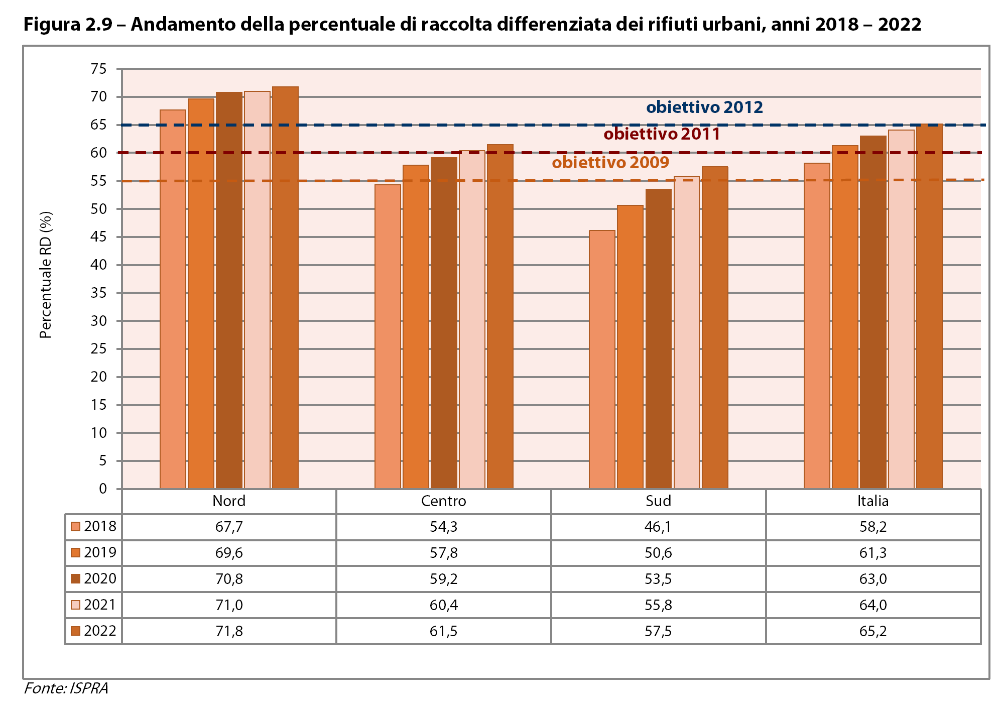 Figura 2.9 – Andamento della percentuale di raccolta differenziata dei rifiuti urbani, anni 2018 – 2022
Percentuale RD (%)
75
70
65
60
55
50
45
40
35
30
25
20
15
10
5
0
obiettivo 2012
obiettivo 2011
obiettivo 2009
Nord Centro Sud Italia
2018 67,7 54,3 46,1 58,2
2019 69,6 57,8 50,6 61,3
2020 70,8 59,2 53,5 63,0
2021 71,0 60,4 55,8 64,0
2022 71,8 61,5 57,5 65,2
Fonte: ISPRA